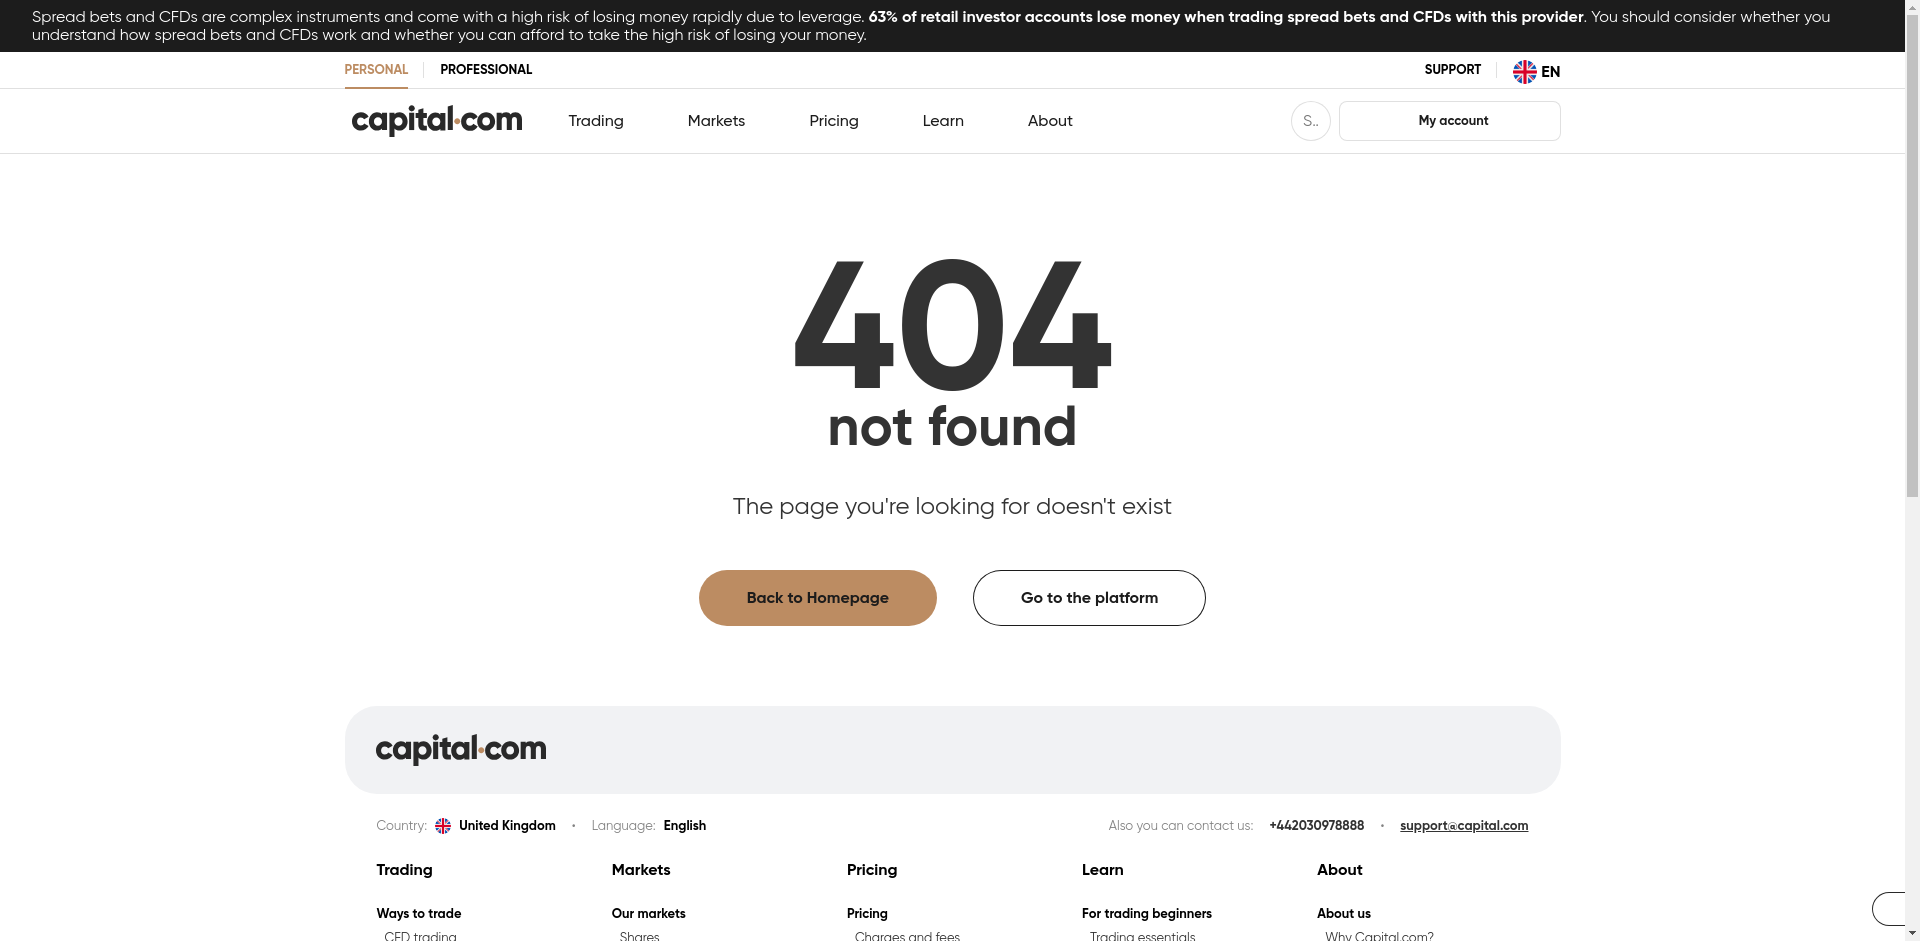 Spread bets and CFDs are complex instruments and come with a high risk of losing money rapidly due to leverage. 63% of retail investor accounts lose money when trading spread bets and CFDs with this provider. You should consider whether you
understand how spread bets and CFDs work and whether you can afford to take the high risk of losing your money.
PERSONAL PROFESSIONAL SUPPORT EN
capital.com Trading Markets Pricing Learn About S.. My account
404
not found
The page you're looking for doesn't exist
Back to Homepage Go to the platform
capital.com
Country: United Kingdom • Language: English Also you can contact us: +442030978888 • support@capital.com
Trading Markets Pricing Learn About
Ways to trade Our markets Pricing For trading beginners About us
CFD trading Shares Charges and fees Trading essentials Why Capital.com?